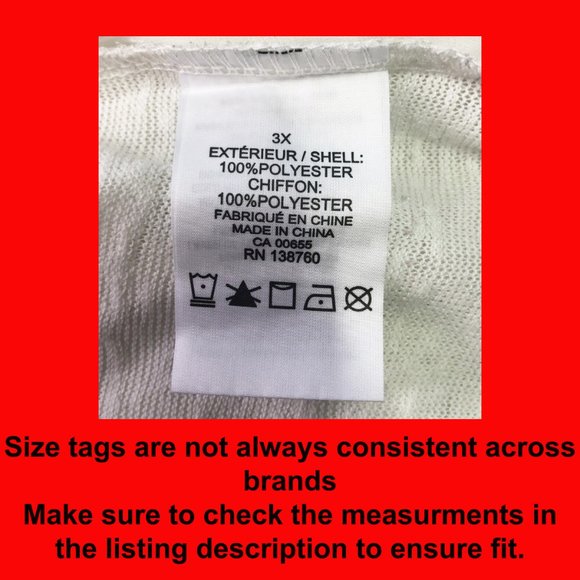 3X
EXTÉRIEUR / SHELL:
100%POLYESTER
CHIFFON:
100%POLYESTER
FABRIQUÉ EN CHINE
MADE IN CHINA
CA 00655
RN 138760
Size tags are not always consistent across
brands
Make sure to check the measurments in
the listing description to ensure fit.